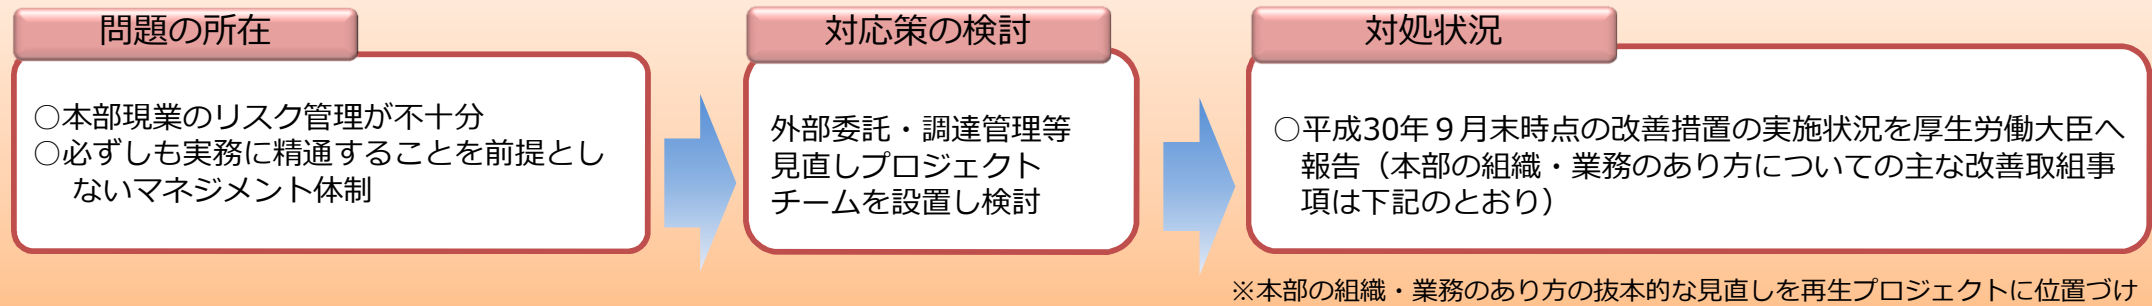 問題の所在
○本部現業のリスク管理が不十分
○必ずしも実務に精通することを前提とし
ないマネジメント体制
対応策の検討
外部委託・調達管理等
見直しプロジェクト
チームを設置し検討
対処状況
○平成30年９月末時点の改善措置の実施状況を厚生労働大臣へ
報告（本部の組織・業務のあり方についての主な改善取組事
項は下記のとおり）
※本部の組織・業務のあり方の抜本的な見直しを再生プロジェクトに位置づけ